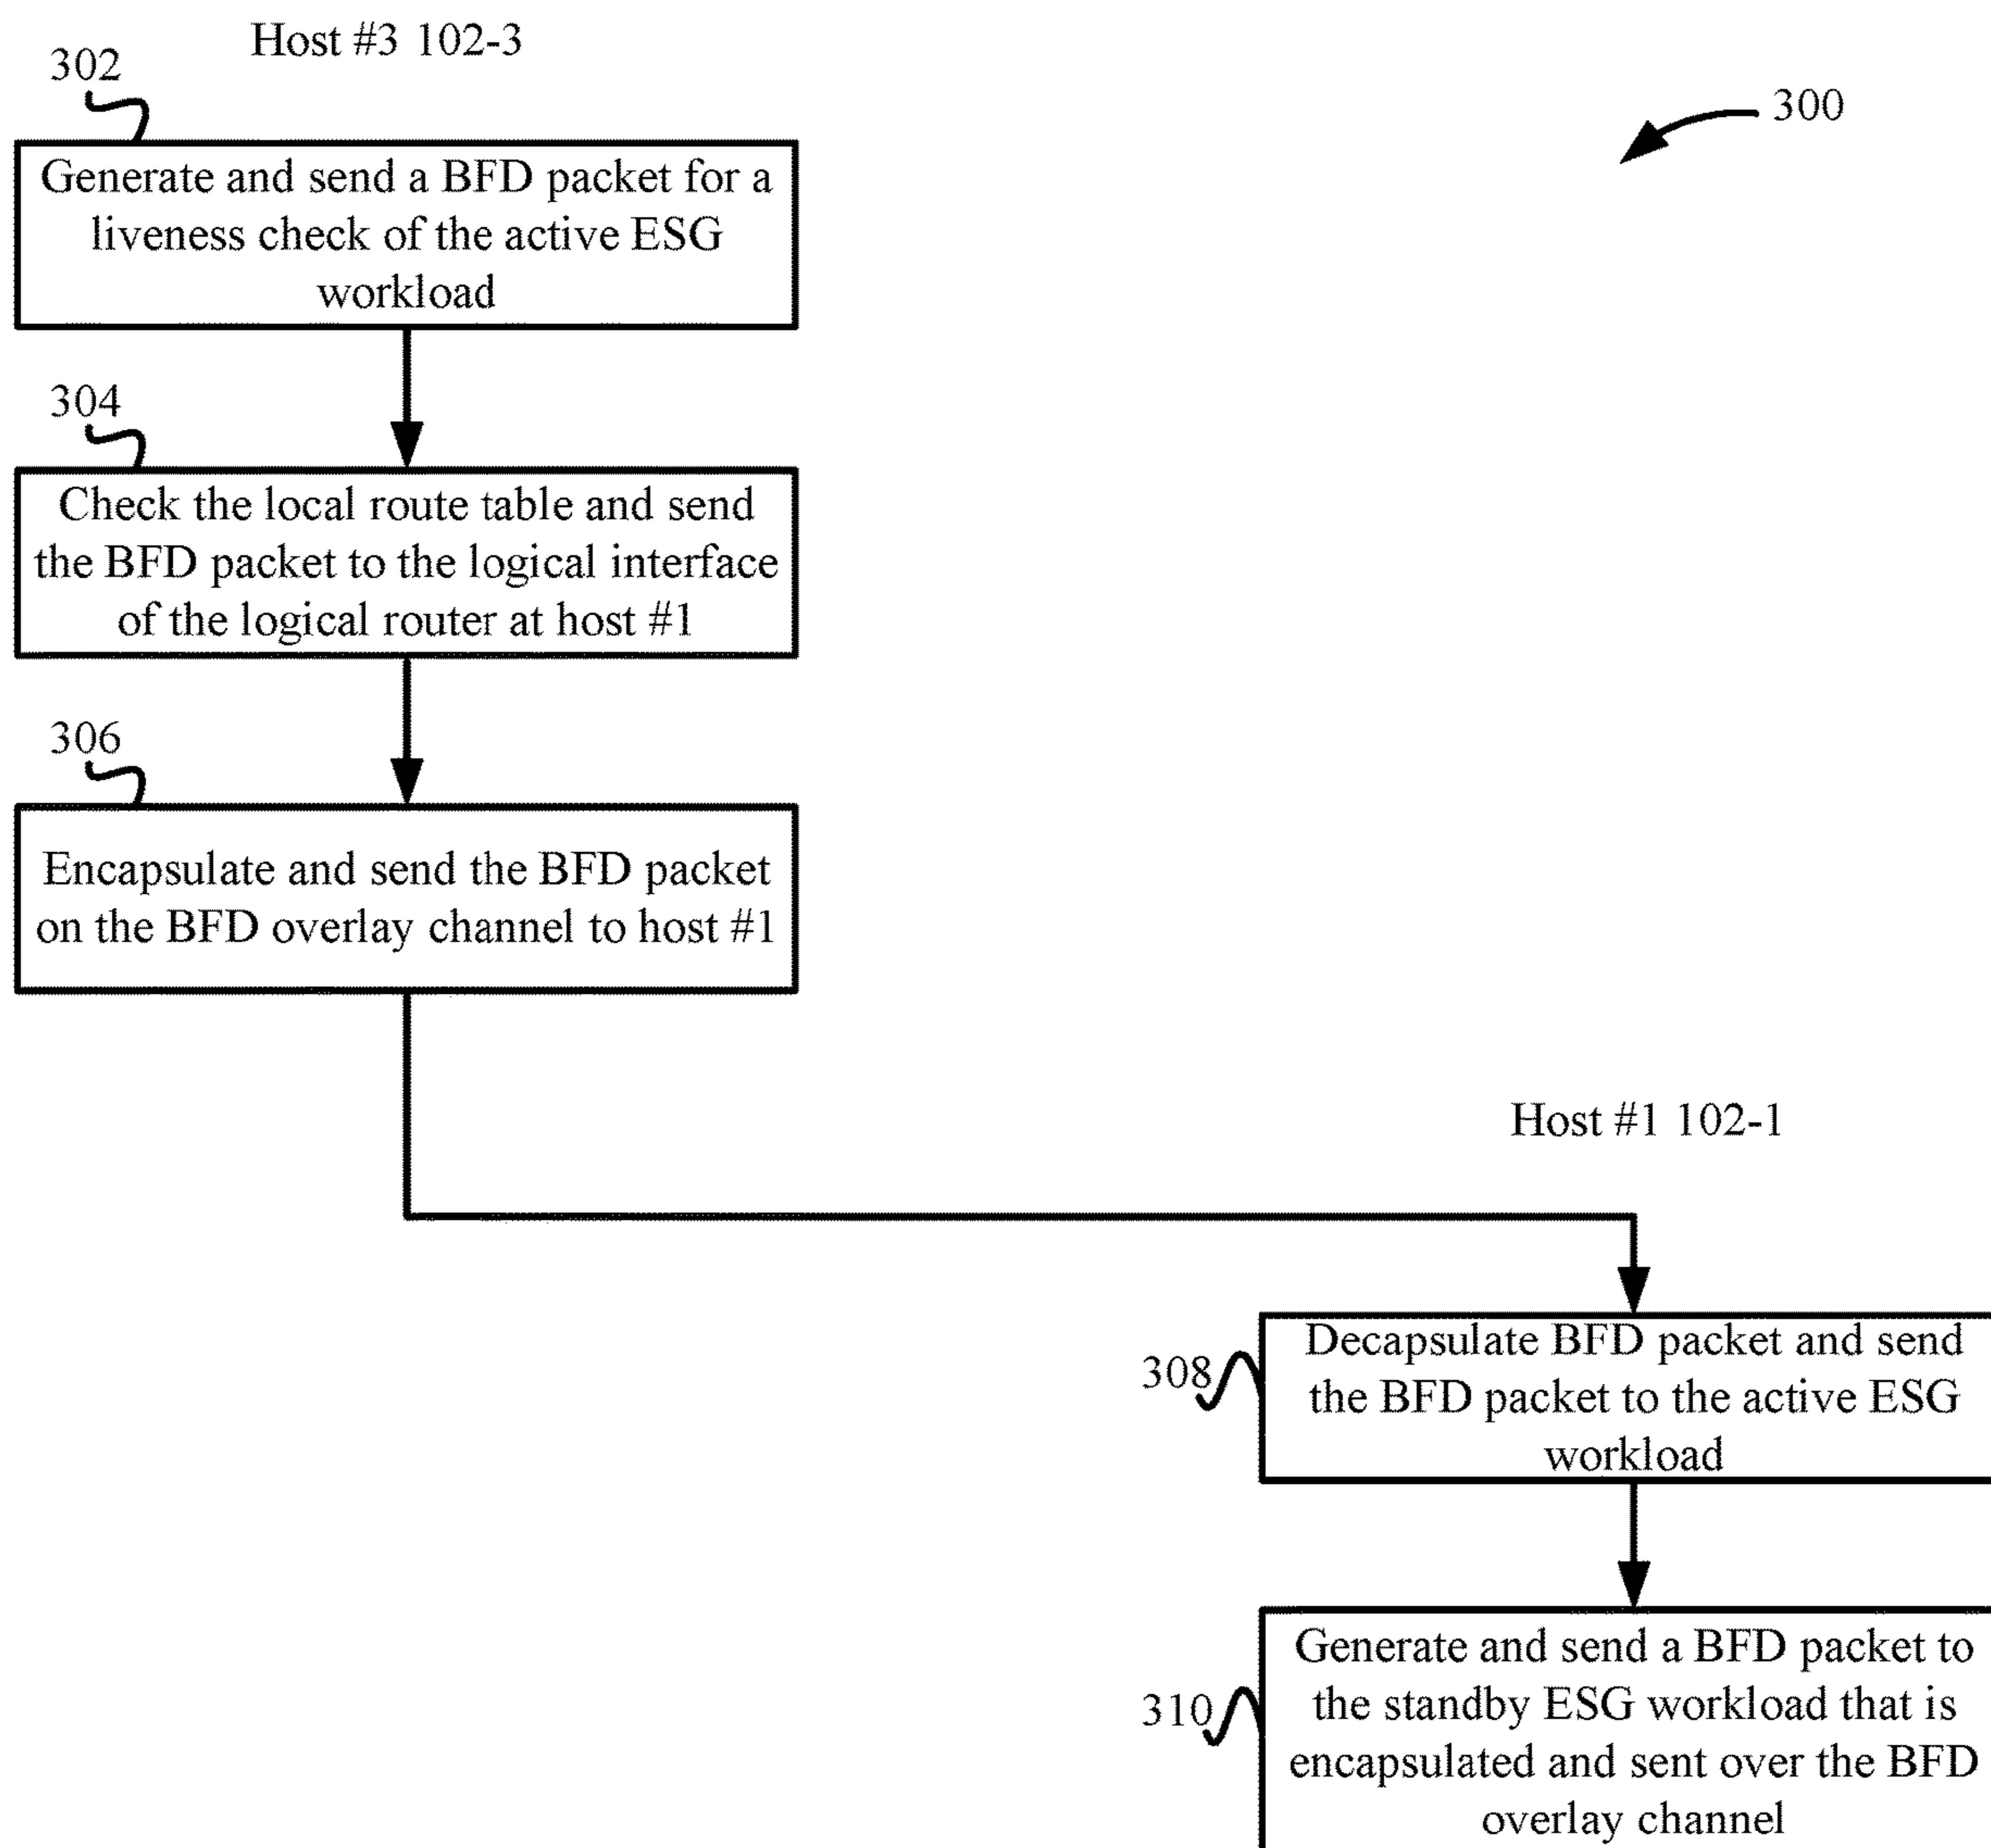 Host #3 102-3
302
300
Generate and send a BFD packet for a
liveness check of the active ESG
workload
304
Check the local route table and send
the BFD packet to the logical interface
of the logical router at host #1
306
Encapsulate and send the BFD packet
on the BFD overlay channel to host #1
Host #1 102-1
308
Decapsulate BFD packet and send
the BFD packet to the active ESG
workload
310
Generate and send a BFD packet to
the standby ESG workload that is
encapsulated and sent over the BFD
overlay channel